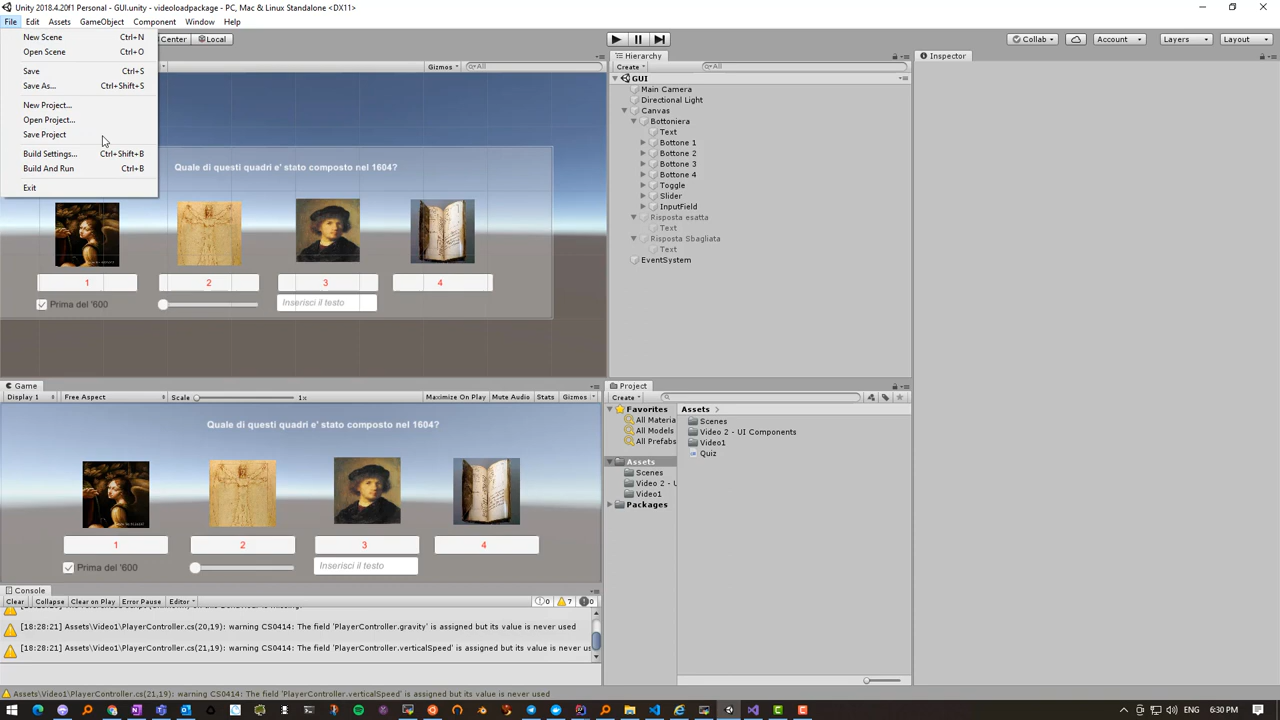 Unity 2018.4.20f1 Personal - GUI.unity - videoloadpackage - PC, Mac & Linux Standalone <DX11>
File Edit Assets GameObject Component Window Help
New Scene Ctrl+N
Open Scene Ctrl+O
Save Ctrl+S
Save As... Ctrl+Shift+S
New Project...
Open Project...
Save Project
Build Settings... Ctrl+Shift+B
Build And Run Ctrl+B
Exit
Center Local
Collab Account Layers Layout
Gizmos All
Quale di questi quadri e' stato composto nel 1604?
1 2 3 4
Prima del '600
Inserisci il testo
Hierarchy
Create All
GUI
Main Camera
Directional Light
Canvas
Bottoniera
Text
Bottone 1
Bottone 2
Bottone 3
Bottone 4
Toggle
Slider
InputField
Risposta esatta
Text
Risposta Sbagliata
Text
EventSystem
Inspector
Game
Display 1 Free Aspect Scale 1x Maximize On Play Mute Audio Stats Gizmos
Quale di questi quadri e' stato composto nel 1604?
1 2 3 4
Prima del '600
Inserisci il testo
Project
Create
Favorites
All Materia
All Models
All Prefabs
Assets
Scenes
Video 2 - U
Video1
Packages
Assets
Scenes
Video 2 - UI Components
Video1
Quiz
Console
Clear Collapse Clear on Play Error Pause Editor 0 7 0
[18:28:21] Assets\Video1\PlayerController.cs(20,19): warning CS0414: The field 'PlayerController.gravity' is assigned but its value is never used
[18:28:21] Assets\Video1\PlayerController.cs(21,19): warning CS0414: The field 'PlayerController.verticalSpeed' is assigned but its value is never us
Assets\Video1\PlayerController.cs(21,19): warning CS0414: The field 'PlayerController.verticalSpeed' is assigned but its value is never used
ENG 6:30 PM